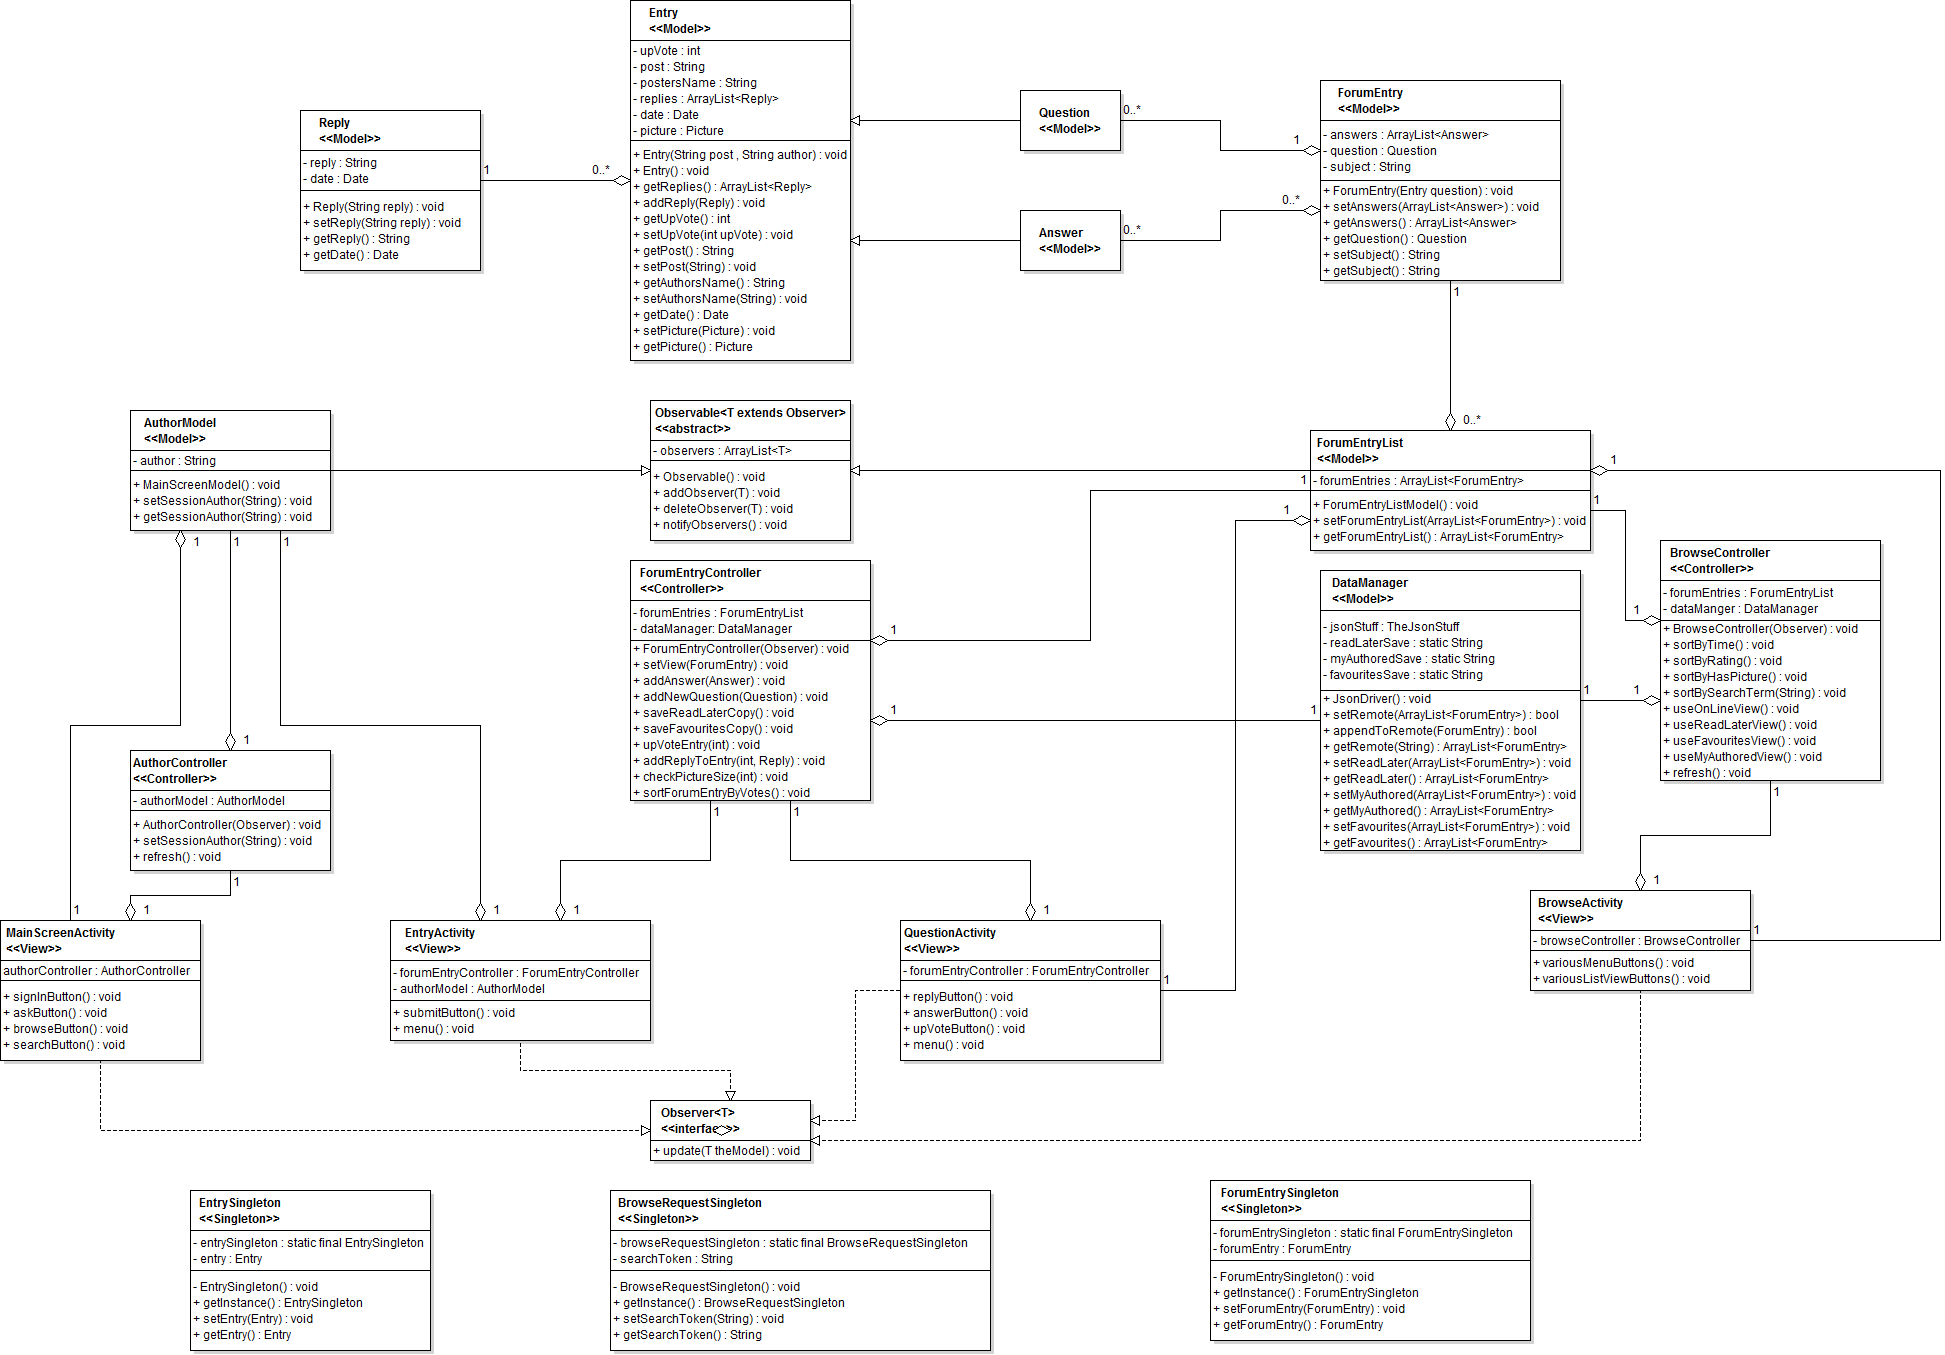 Entry
<<Model>>
- upVote : int
- post : String
- postersName : String
- replies : ArrayList<Reply>
- date : Date
- picture : Picture
+ Entry(String post , String author) : void
+ Entry() : void
+ getReplies() : ArrayList<Reply>
+ addReply(Reply) : void
+ getUpVote() : int
+ setUpVote(int upVote) : void
+ getPost() : String
+ setPost(String) : void
+ getAuthorsName() : String
+ setAuthorsName(String) : void
+ getDate() : Date
+ setPicture(Picture) : void
+ getPicture() : Picture
Reply
<<Model>>
- reply : String
- date : Date
+ Reply(String reply) : void
+ setReply(String reply) : void
+ getReply() : String
+ getDate() : Date
1
0..*
Question
<<Model>>
0..*
1
Answer
<<Model>>
0..*
0..*
ForumEntry
<<Model>>
- answers : ArrayList<Answer>
- question : Question
- subject : String
+ ForumEntry(Entry question) : void
+ setAnswers(ArrayList<Answer>) : void
+ getAnswers() : ArrayList<Answer>
+ getQuestion() : Question
+ setSubject() : String
+ getSubject() : String
1
0..*
AuthorModel
<<Model>>
- author : String
+ MainScreenModel() : void
+ setSessionAuthor(String) : void
+ getSessionAuthor(String) : void
1
1
1
Observable<T extends Observer>
<<abstract>>
- observers : ArrayList<T>
+ Observable() : void
+ addObserver(T) : void
+ deleteObserver(T) : void
+ notifyObservers() : void
ForumEntryList
<<Model>>
- forumEntries : ArrayList<ForumEntry>
+ ForumEntryListModel() : void
+ setForumEntryList(ArrayList<ForumEntry>) : void
+ getForumEntryList() : ArrayList<ForumEntry>
1
1
1
1
ForumEntryController
<<Controller>>
- forumEntries : ForumEntryList
- dataManager: DataManager
+ ForumEntryController(Observer) : void
+ setView(ForumEntry) : void
+ addAnswer(Answer) : void
+ addNewQuestion(Question) : void
+ saveReadLaterCopy() : void
+ saveFavouritesCopy() : void
+ upVoteEntry(int) : void
+ addReplyToEntry(int, Reply) : void
+ checkPictureSize(int) : void
+ sortForumEntryByVotes() : void
1
1
1
1
DataManager
<<Model>>
- jsonStuff : TheJsonStuff
- readLaterSave : static String
- myAuthoredSave : static String
- favouritesSave : static String
+ JsonDriver() : void
+ setRemote(ArrayList<ForumEntry>) : bool
+ appendToRemote(ForumEntry) : bool
+ getRemote(String) : ArrayList<ForumEntry>
+ setReadLater(ArrayList<ForumEntry>) : void
+ getReadLater() : ArrayList<ForumEntry>
+ setMyAuthored(ArrayList<ForumEntry>) : void
+ getMyAuthored() : ArrayList<ForumEntry>
+ setFavourites(ArrayList<ForumEntry>) : void
+ getFavourites() : ArrayList<ForumEntry>
1
1
BrowseController
<<Controller>>
- forumEntries : ForumEntryList
- dataManger : DataManager
+ BrowseController(Observer) : void
+ sortByTime() : void
+ sortByRating() : void
+ sortByHasPicture() : void
+ sortBySearchTerm(String) : void
+ useOnLineView() : void
+ useReadLaterView() : void
+ useFavouritesView() : void
+ useMyAuthoredView() : void
+ refresh() : void
1
1
1
AuthorController
<<Controller>>
- authorModel : AuthorModel
+ AuthorController(Observer) : void
+ setSessionAuthor(String) : void
+ refresh() : void
1
1
MainScreenActivity
<<View>>
authorController : AuthorController
+ signInButton() : void
+ askButton() : void
+ browseButton() : void
+ searchButton() : void
1
1
EntryActivity
<<View>>
- forumEntryController : ForumEntryController
- authorModel : AuthorModel
+ submitButton() : void
+ menu() : void
1
1
QuestionActivity
<<View>>
- forumEntryController : ForumEntryController
+ replyButton() : void
+ answerButton() : void
+ upVoteButton() : void
+ menu() : void
1
1
BrowseActivity
<<View>>
- browseController : BrowseController
+ variousMenuButtons() : void
+ variousListViewButtons() : void
1
1
Observer<T>
<<interface>>
+ update(T theModel) : void
EntrySingleton
<<Singleton>>
- entrySingleton : static final EntrySingleton
- entry : Entry
- EntrySingleton() : void
+ getInstance() : EntrySingleton
+ setEntry(Entry) : void
+ getEntry() : Entry
BrowseRequestSingleton
<<Singleton>>
- browseRequestSingleton : static final BrowseRequestSingleton
- searchToken : String
- BrowseRequestSingleton() : void
+ getInstance() : BrowseRequestSingleton
+ setSearchToken(String) : void
+ getSearchToken() : String
ForumEntrySingleton
<<Singleton>>
- forumEntrySingleton : static final ForumEntrySingleton
- forumEntry : ForumEntry
- ForumEntrySingleton() : void
+ getInstance() : ForumEntrySingleton
+ setForumEntry(ForumEntry) : void
+ getForumEntry() : ForumEntry